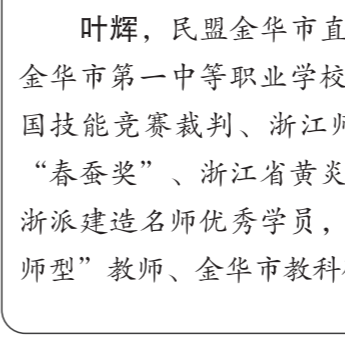 叶辉，民盟金华市直
金华市第一中等职业学校
国技能竞赛裁判、浙江师
“春蚕奖”、浙江省黄炎
浙派建造名师优秀学员，
师型”教师、金华市教科